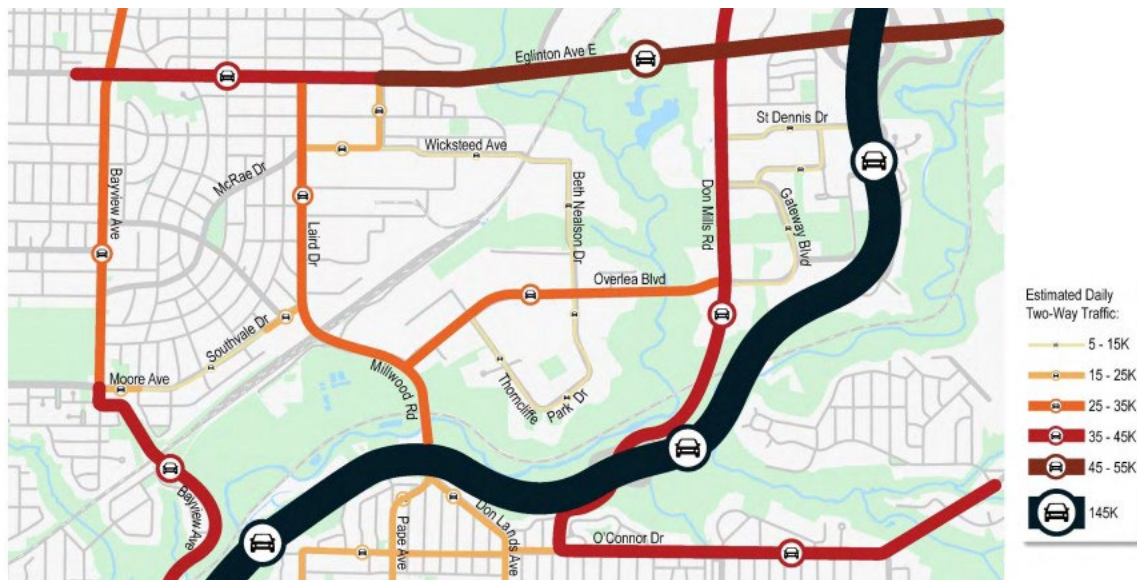 Eglinton Ave E
St Dennis Dr
Wicksteed Ave
McRae Dr
Bayview Ave
Laird Dr
Beth Nealson Dr
Don Mills Rd
Gateway Blvd
Overlea Blvd
Southvale Dr
Moore Ave
Millwood Rd
Thorncliffe
Park Dr
Bayview Ave
Pape Ave
Don Lands Ave
O'Connor Dr
Estimated Daily
Two-Way Traffic:
5 - 15K
15 - 25K
25 - 35K
35 - 45K
45 - 55K
145K